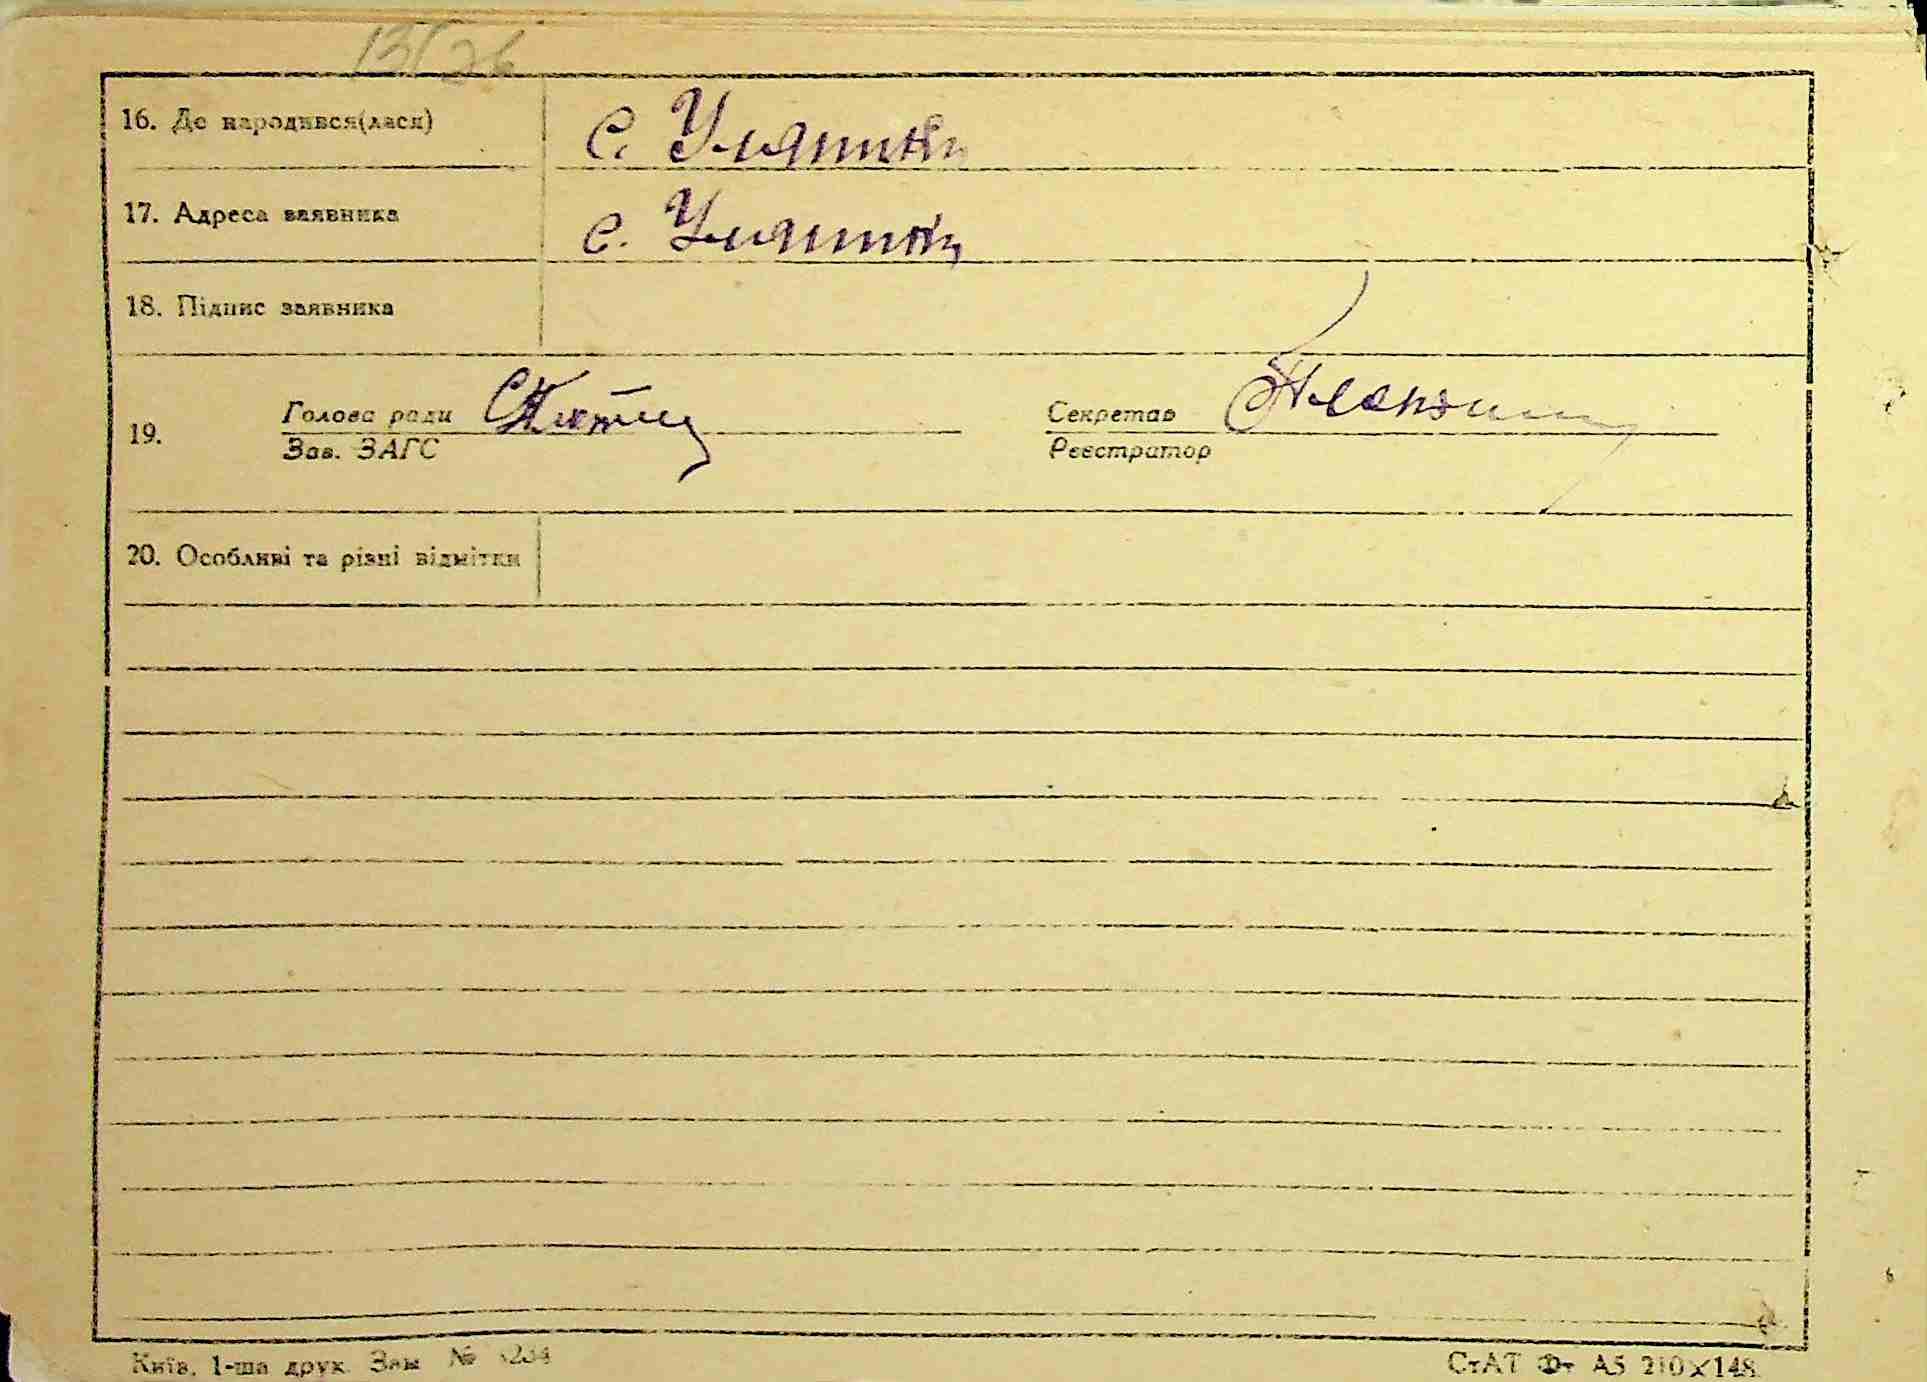 13/26
16. Де народився(лася) с. Уляники
17. Адреса заявника с. Уляники
18. Підпис заявника
19. Голова ради Секретар
Зав. ЗАГС Реєстратор
20. Особливі та різні відмітки
Київ, 1-ша друк. Зам. № СтАТ Фт А5 210×148.